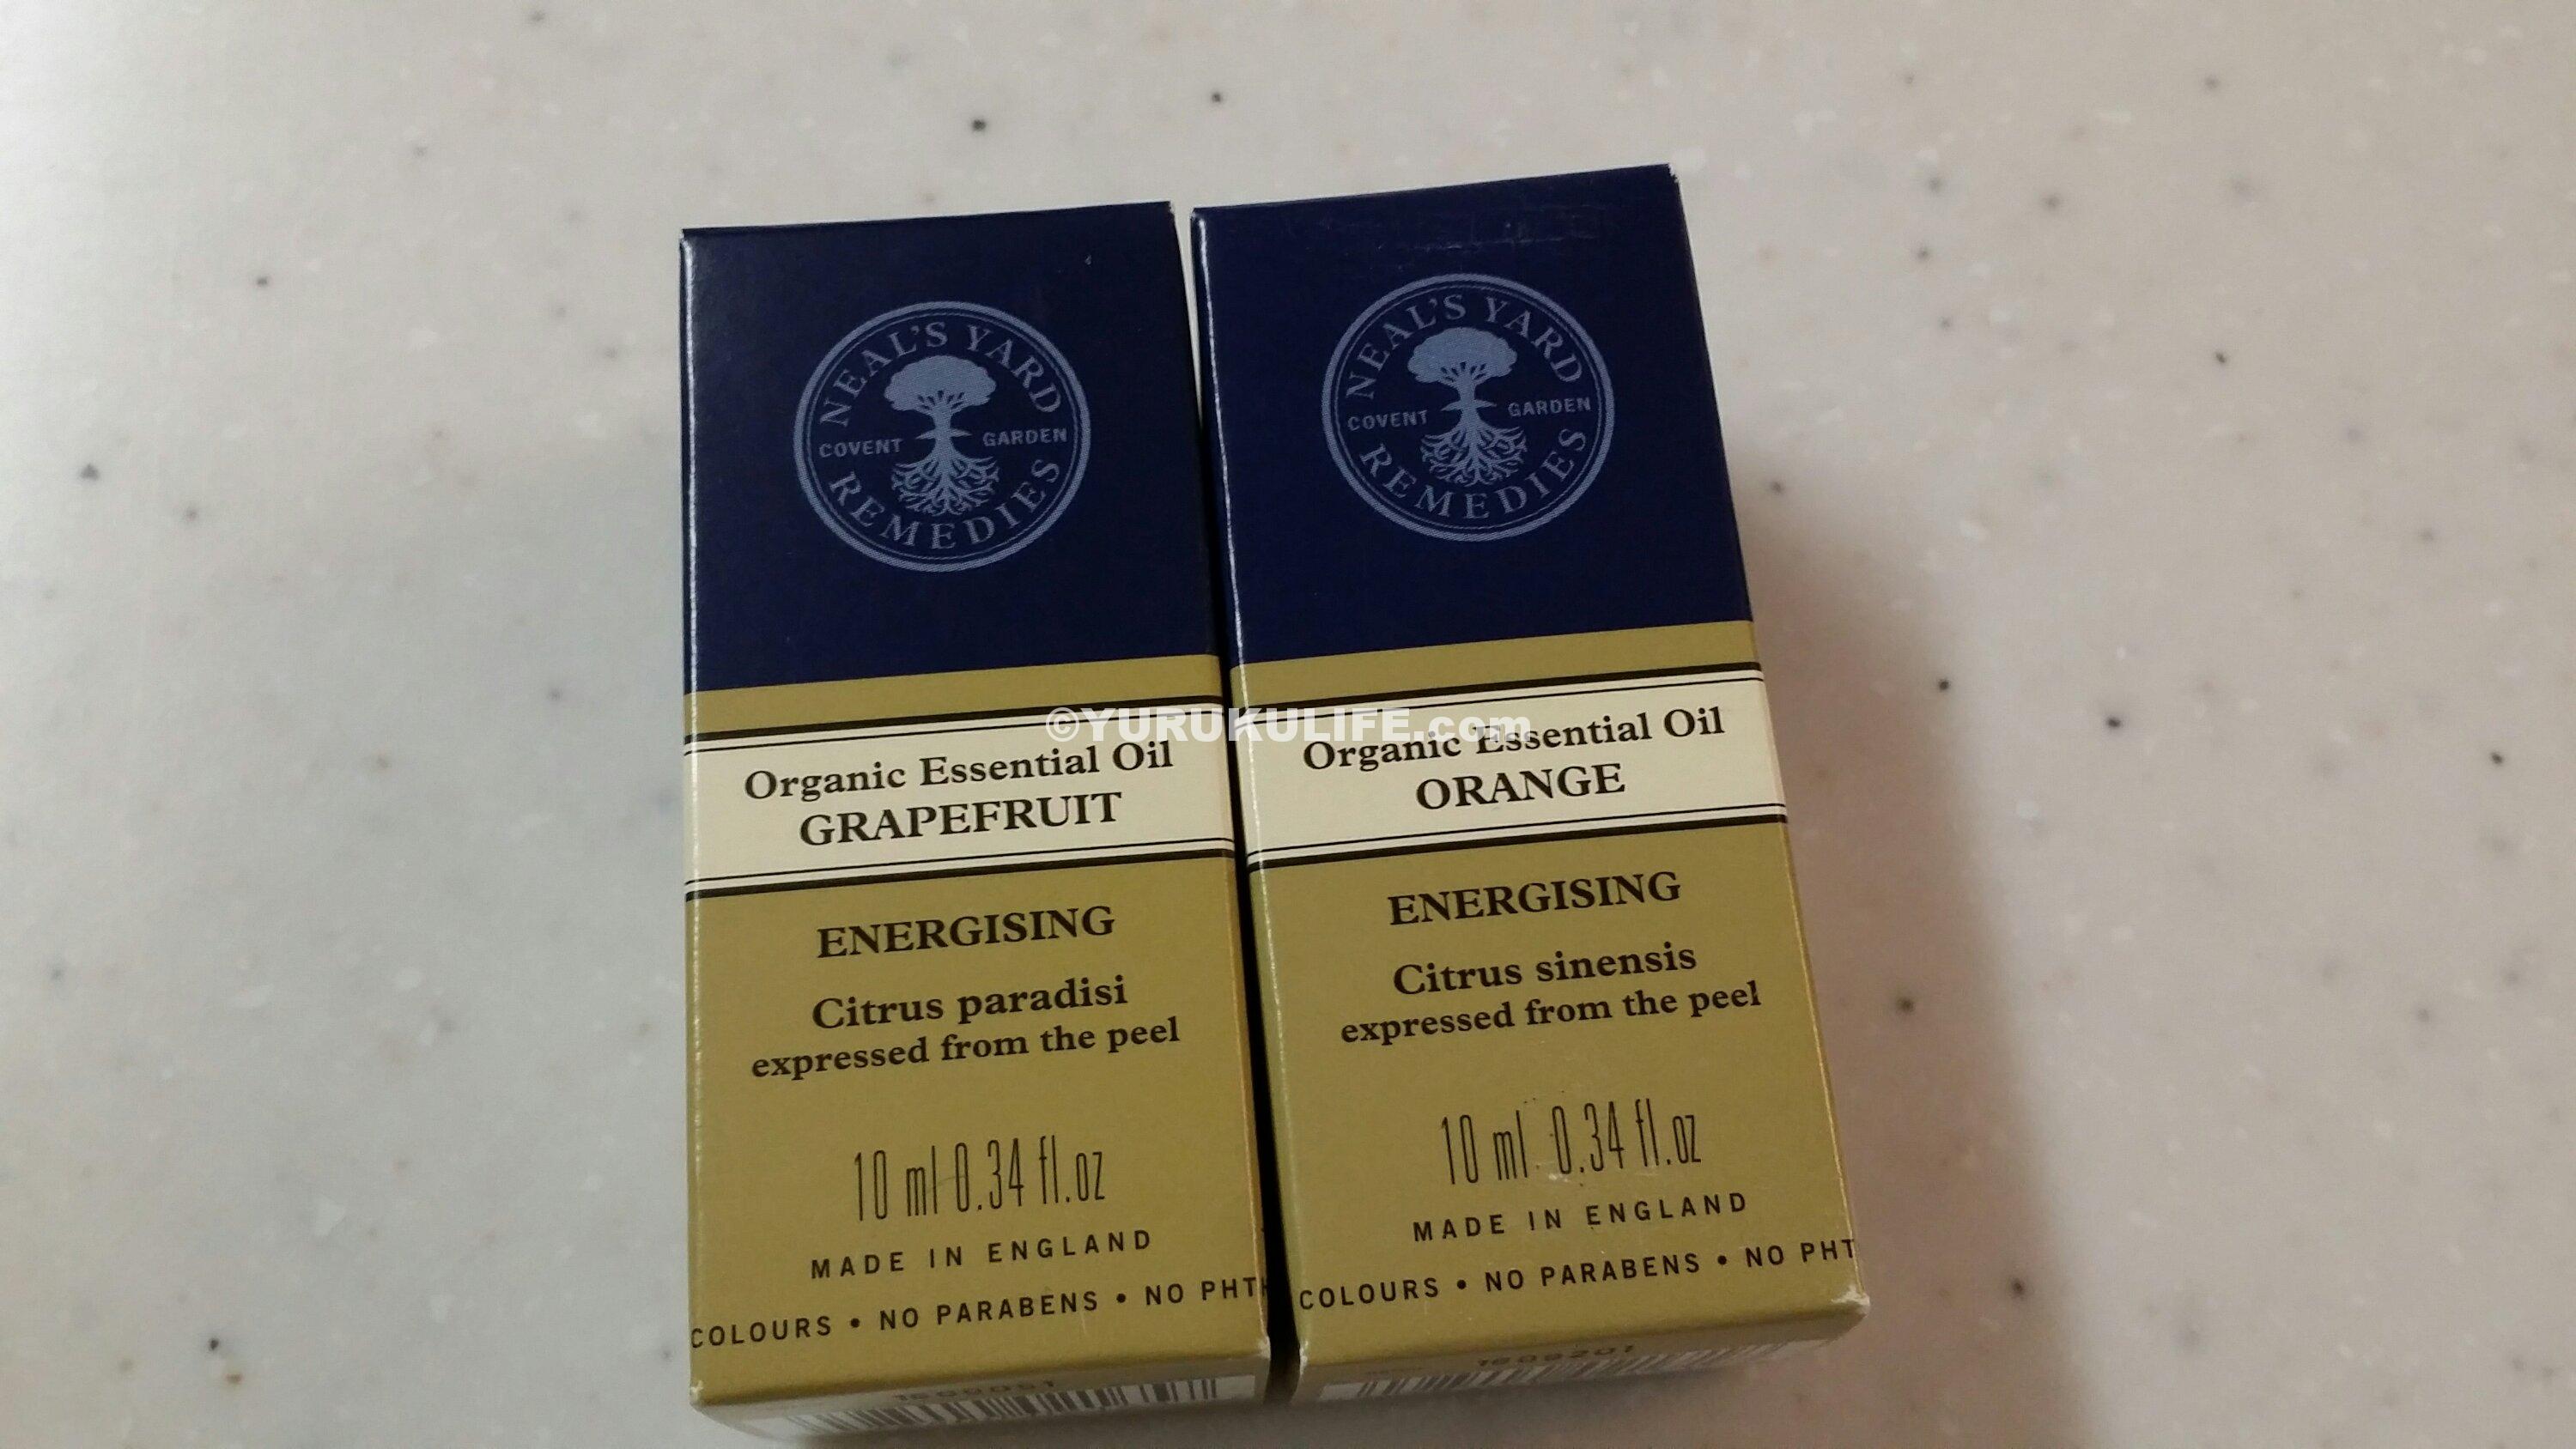 NEAL'S YARD
COVENT GARDEN
REMEDIES
Organic Essential Oil
GRAPEFRUIT
ENERGISING
Citrus paradisi
expressed from the peel
10 ml 0.34 fl.oz
MADE IN ENGLAND
COLOURS • NO PARABENS • NO PHTH
NEAL'S YARD
COVENT GARDEN
REMEDIES
Organic Essential Oil
ORANGE
ENERGISING
Citrus sinensis
expressed from the peel
10 ml 0.34 fl.oz
MADE IN ENGLAND
COLOURS • NO PARABENS • NO PHT
©YURUKULIFE.com